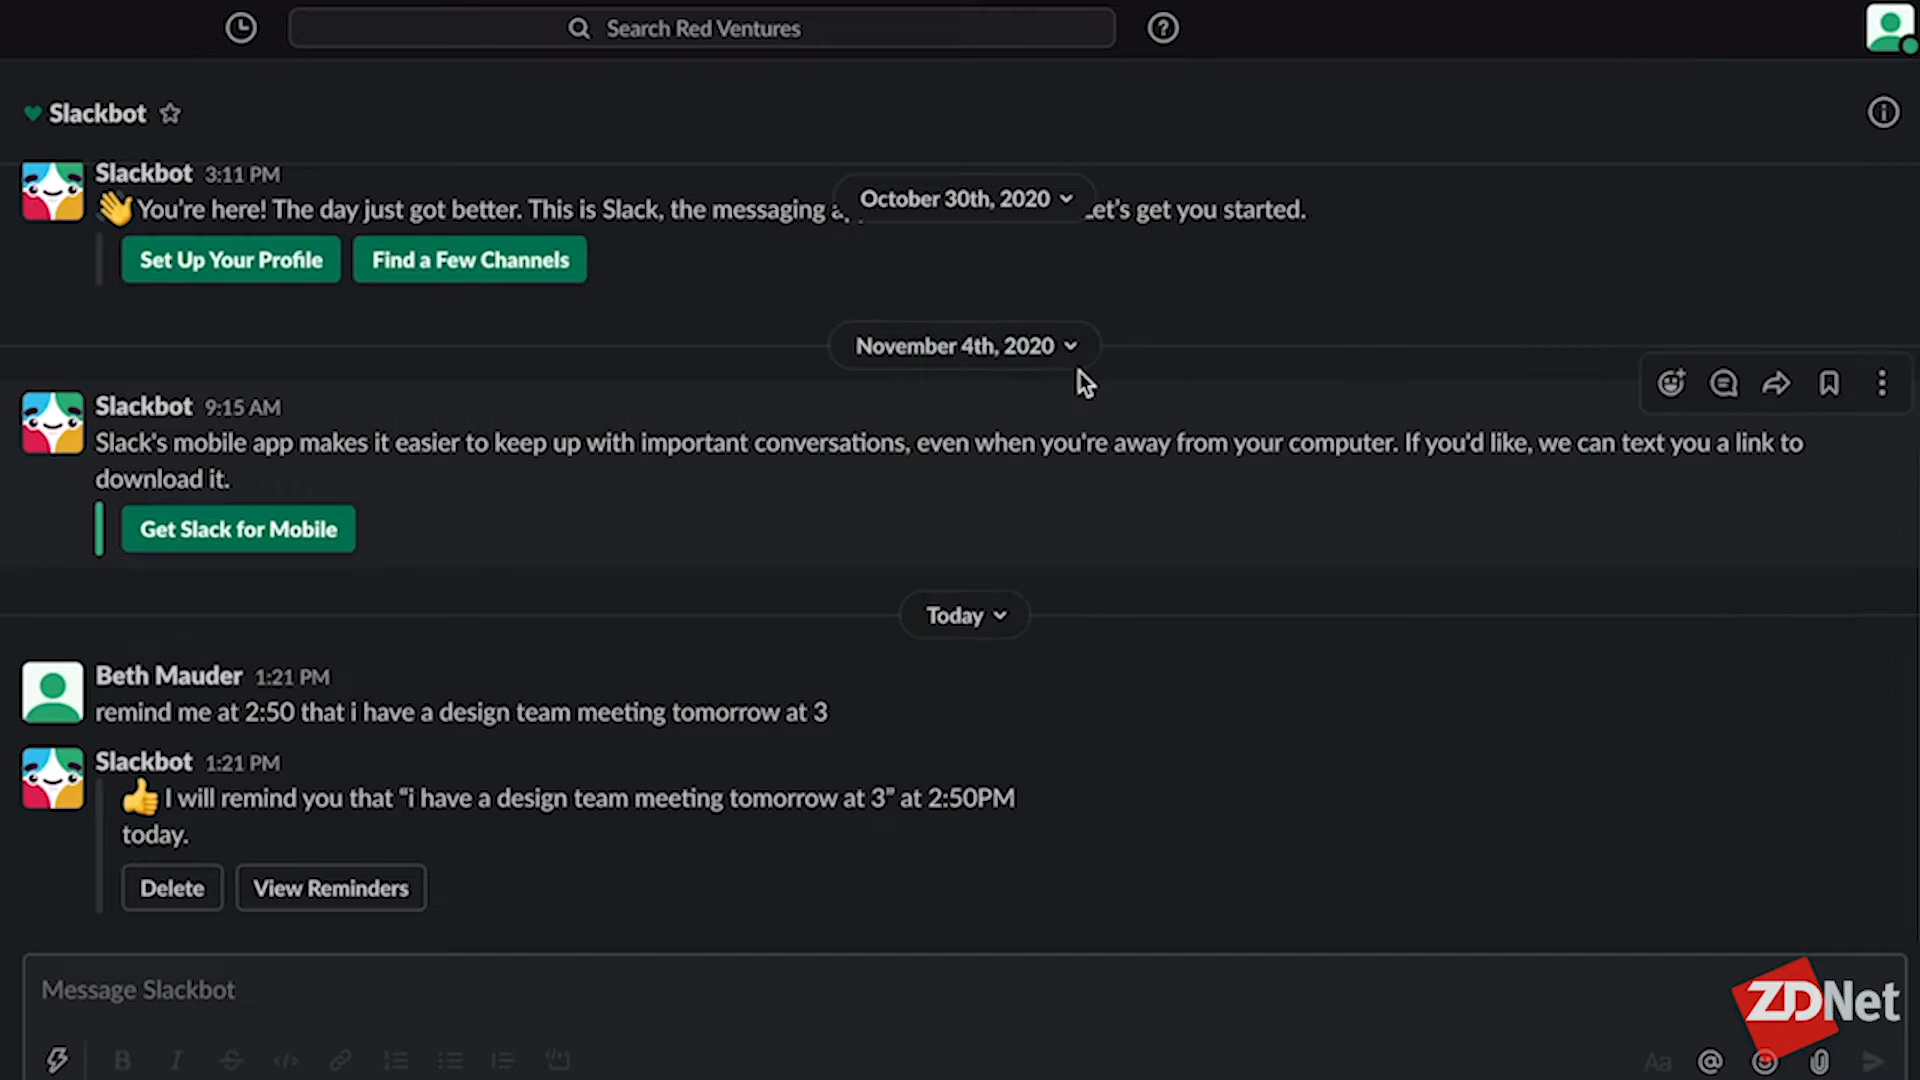 Search Red Ventures
Slackbot
Slackbot 3:11 PM
You're here! The day just got better. This is Slack, the messaging October 30th, 2020 let's get you started.
Set Up Your Profile Find a Few Channels
November 4th, 2020
Slackbot 9:15 AM
Slack's mobile app makes it easier to keep up with important conversations, even when you're away from your computer. If you'd like, we can text you a link to
download it.
Get Slack for Mobile
Today
Beth Mauder 1:21 PM
remind me at 2:50 that i have a design team meeting tomorrow at 3
Slackbot 1:21 PM
I will remind you that “i have a design team meeting tomorrow at 3” at 2:50PM
today.
Delete View Reminders
Message Slackbot
ZDNet
B I S Aa @